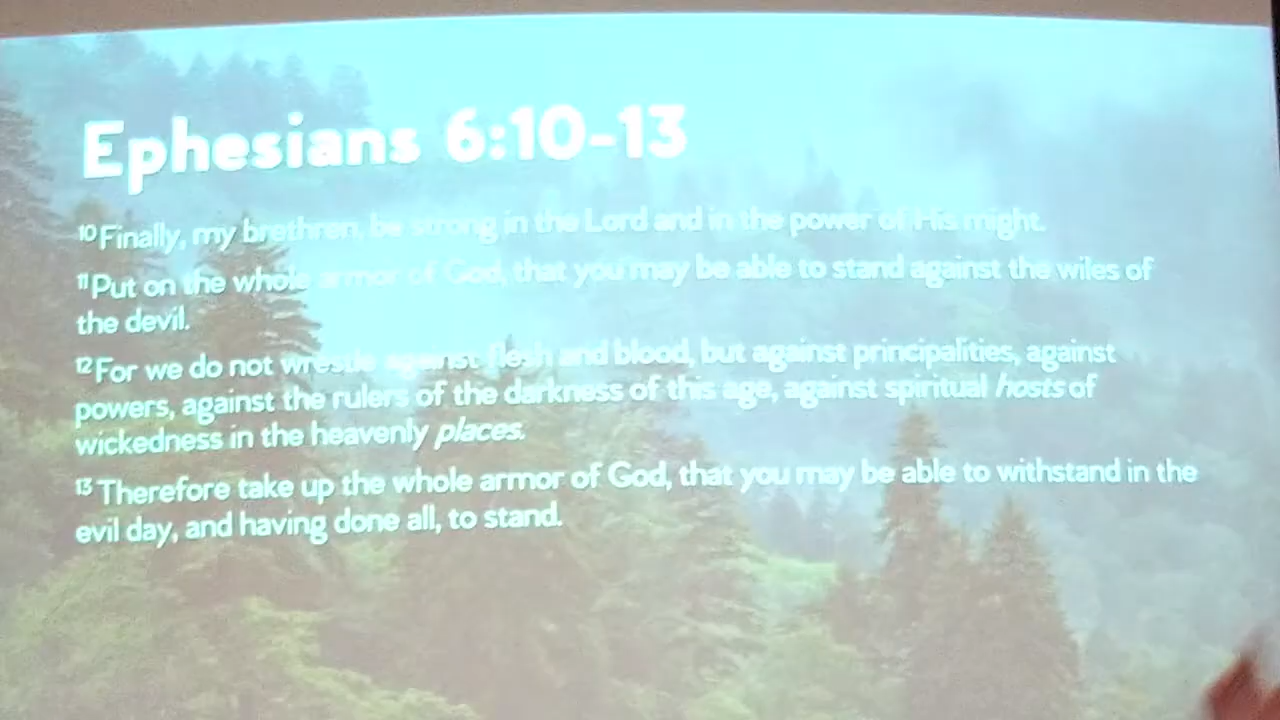 Ephesians 6:10-13
10 Finally, my brethren, be strong in the Lord and in the power of His might.
11 Put on the whole armor of God, that you may be able to stand against the wiles of
the devil.
12 For we do not wrestle against flesh and blood, but against principalities, against
powers, against the rulers of the darkness of this age, against spiritual hosts of
wickedness in the heavenly places.
13 Therefore take up the whole armor of God, that you may be able to withstand in the
evil day, and having done all, to stand.